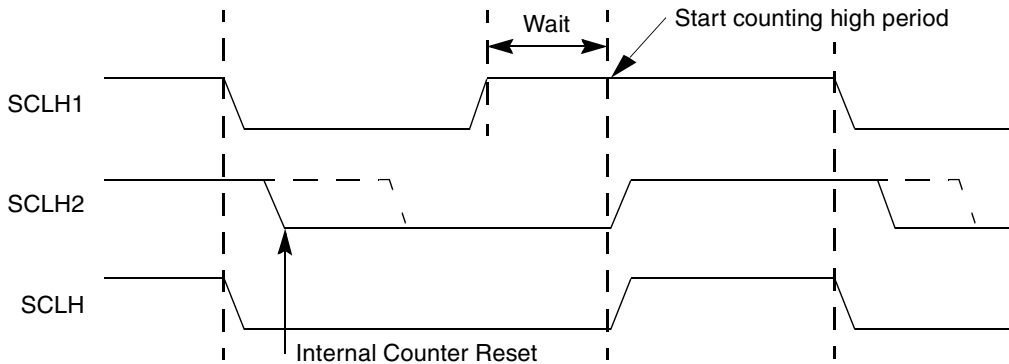 Start counting high period
Wait
SCLH1
SCLH2
SCLH
Internal Counter Reset